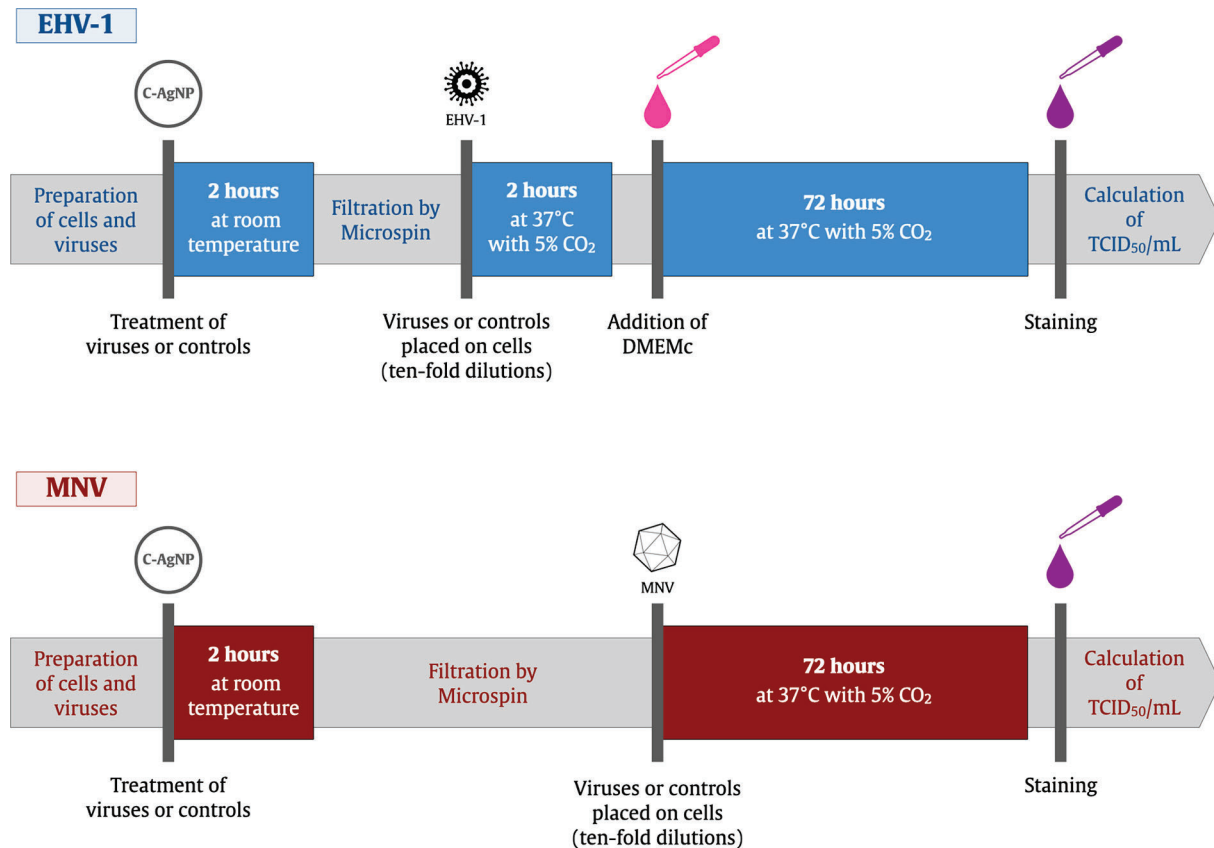 EHV-1
C-AgNP
EHV-1
Preparation
of cells and
viruses
2 hours
at room
temperature
Filtration by
Microspin
2 hours
at 37°C
with 5% CO₂
72 hours
at 37°C with 5% CO₂
Calculation
of
TCID₅₀/mL
Treatment of
viruses or controls
Viruses or controls
placed on cells
(ten-fold dilutions)
Addition of
DMEMc
Staining
MNV
C-AgNP
MNV
Preparation
of cells and
viruses
2 hours
at room
temperature
Filtration by
Microspin
72 hours
at 37°C with 5% CO₂
Calculation
of
TCID₅₀/mL
Treatment of
viruses or controls
Viruses or controls
placed on cells
(ten-fold dilutions)
Staining